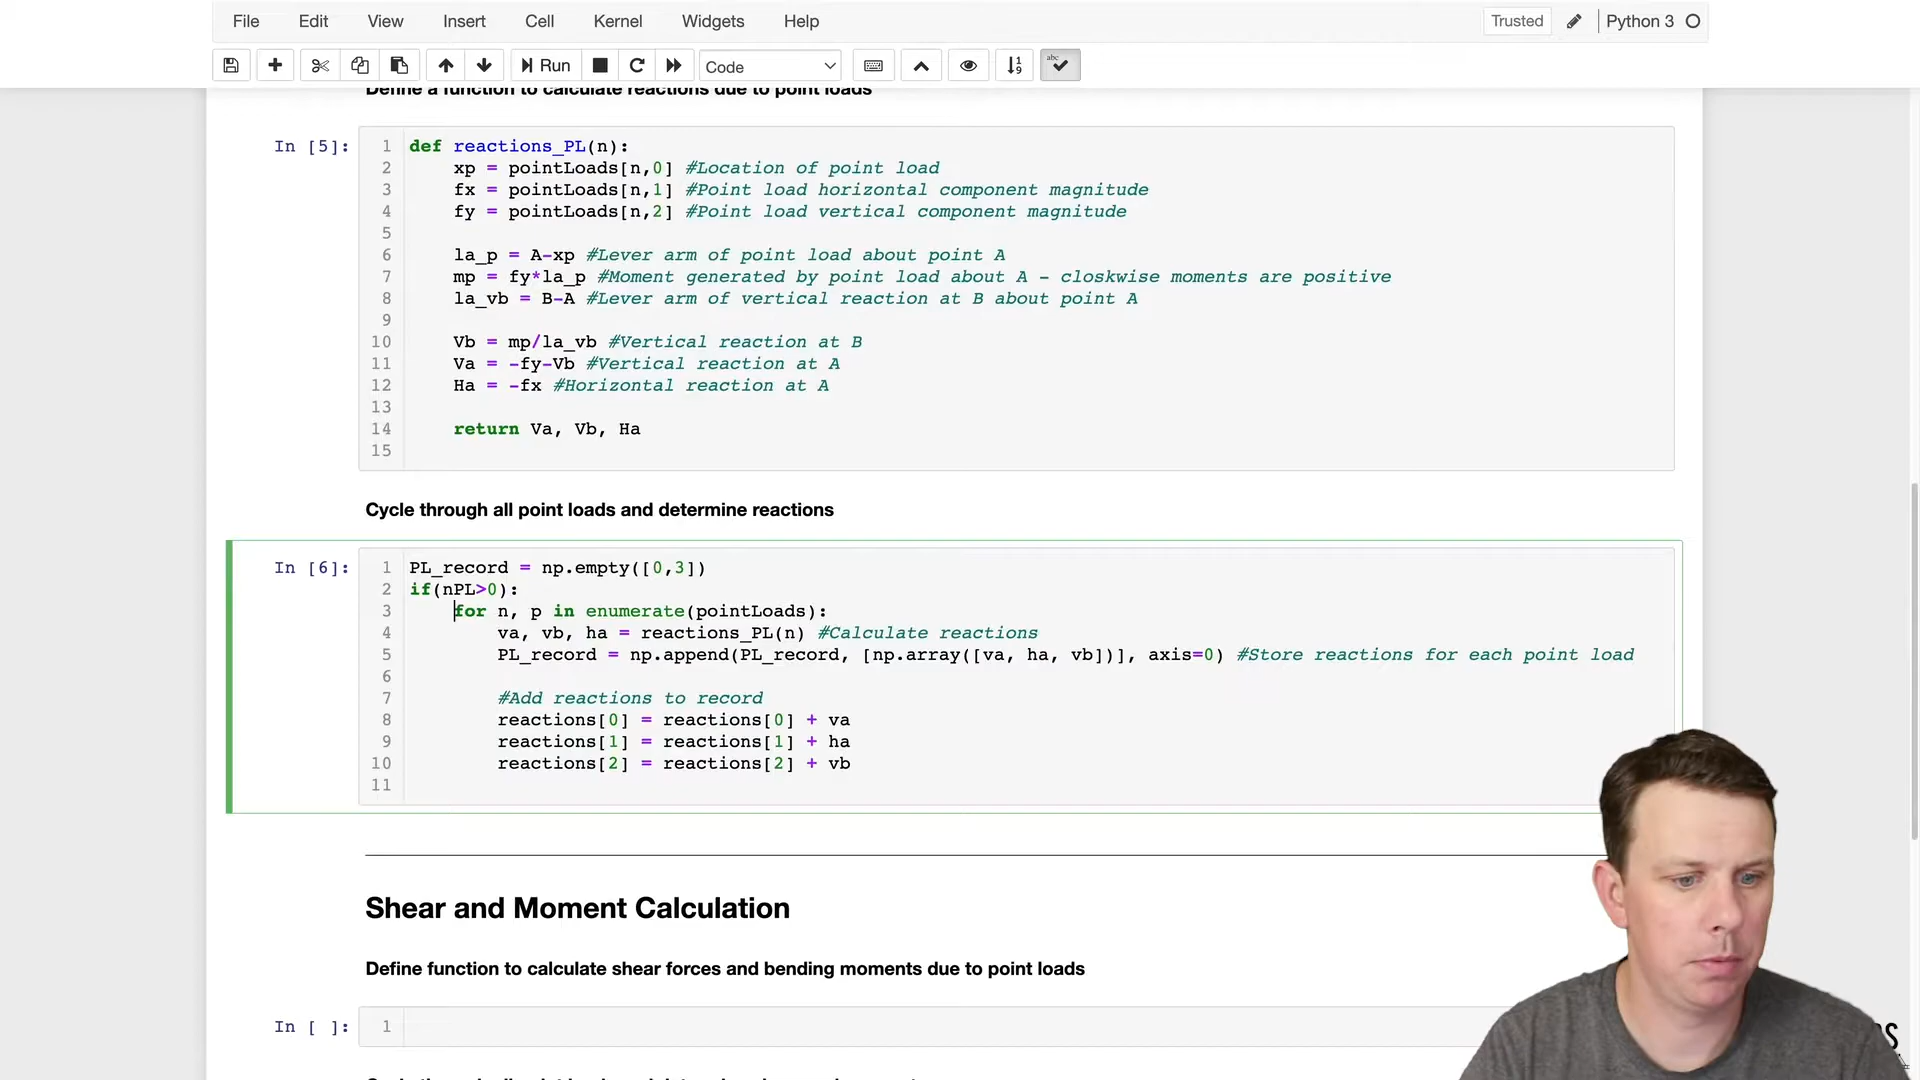 File Edit View Insert Cell Kernel Widgets Help Trusted Python 3
Run Code
Define a function to calculate reactions due to point loads
In [5]:
1 def reactions_PL(n):
2 xp = pointLoads[n,0] #Location of point load
3 fx = pointLoads[n,1] #Point load horizontal component magnitude
4 fy = pointLoads[n,2] #Point load vertical component magnitude
5
6 la_p = A-xp #Lever arm of point load about point A
7 mp = fy*la_p #Moment generated by point load about A - closkwise moments are positive
8 la_vb = B-A #Lever arm of vertical reaction at B about point A
9
10 Vb = mp/la_vb #Vertical reaction at B
11 Va = -fy-Vb #Vertical reaction at A
12 Ha = -fx #Horizontal reaction at A
13
14 return Va, Vb, Ha
15
Cycle through all point loads and determine reactions
In [6]:
1 PL_record = np.empty([0,3])
2 if(nPL>0):
3 for n, p in enumerate(pointLoads):
4 va, vb, ha = reactions_PL(n) #Calculate reactions
5 PL_record = np.append(PL_record, [np.array([va, ha, vb])], axis=0) #Store reactions for each point load
6
7 #Add reactions to record
8 reactions[0] = reactions[0] + va
9 reactions[1] = reactions[1] + ha
10 reactions[2] = reactions[2] + vb
11
Shear and Moment Calculation
Define function to calculate shear forces and bending moments due to point loads
In [ ]:
1